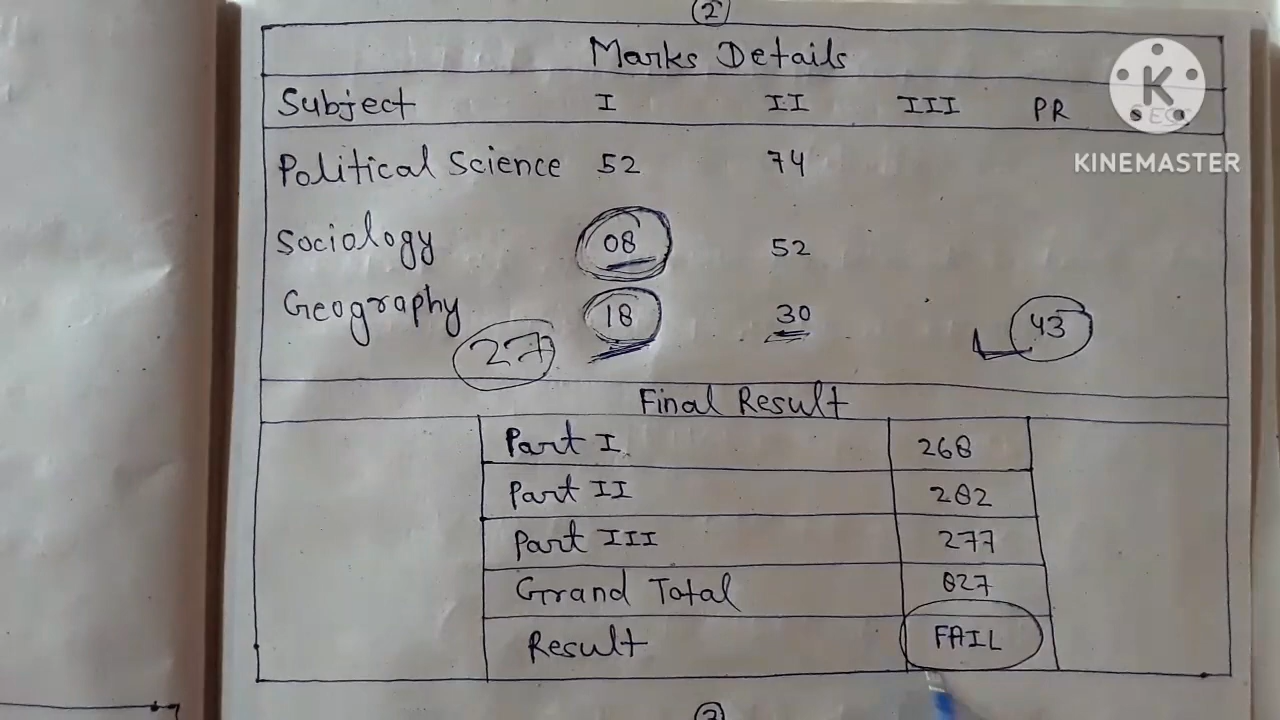 2
Marks Details
Subject I II III PR
Political Science 52 74
Sociology 08 52
Geography 18 30 43
27
Final Result
Part I 268
Part II 282
Part III 277
Grand Total 827
Result FAIL
K
KINEMASTER